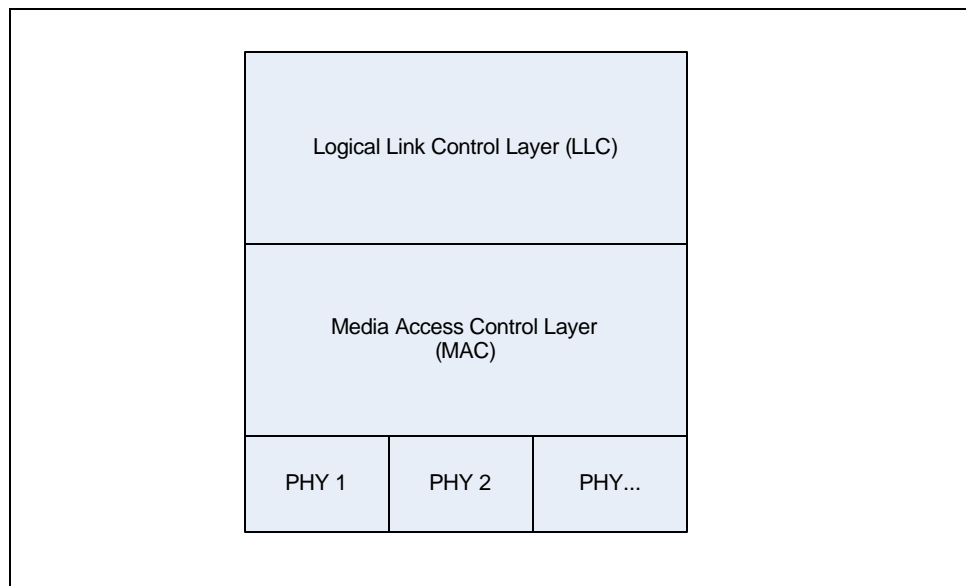 Logical Link Control Layer (LLC)
Media Access Control Layer
(MAC)
PHY 1
PHY 2
PHY...